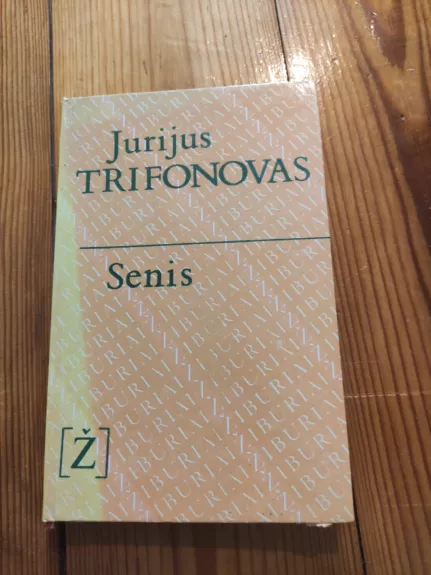 Jurijus
TRIFONOVAS
Senis
[Ž]